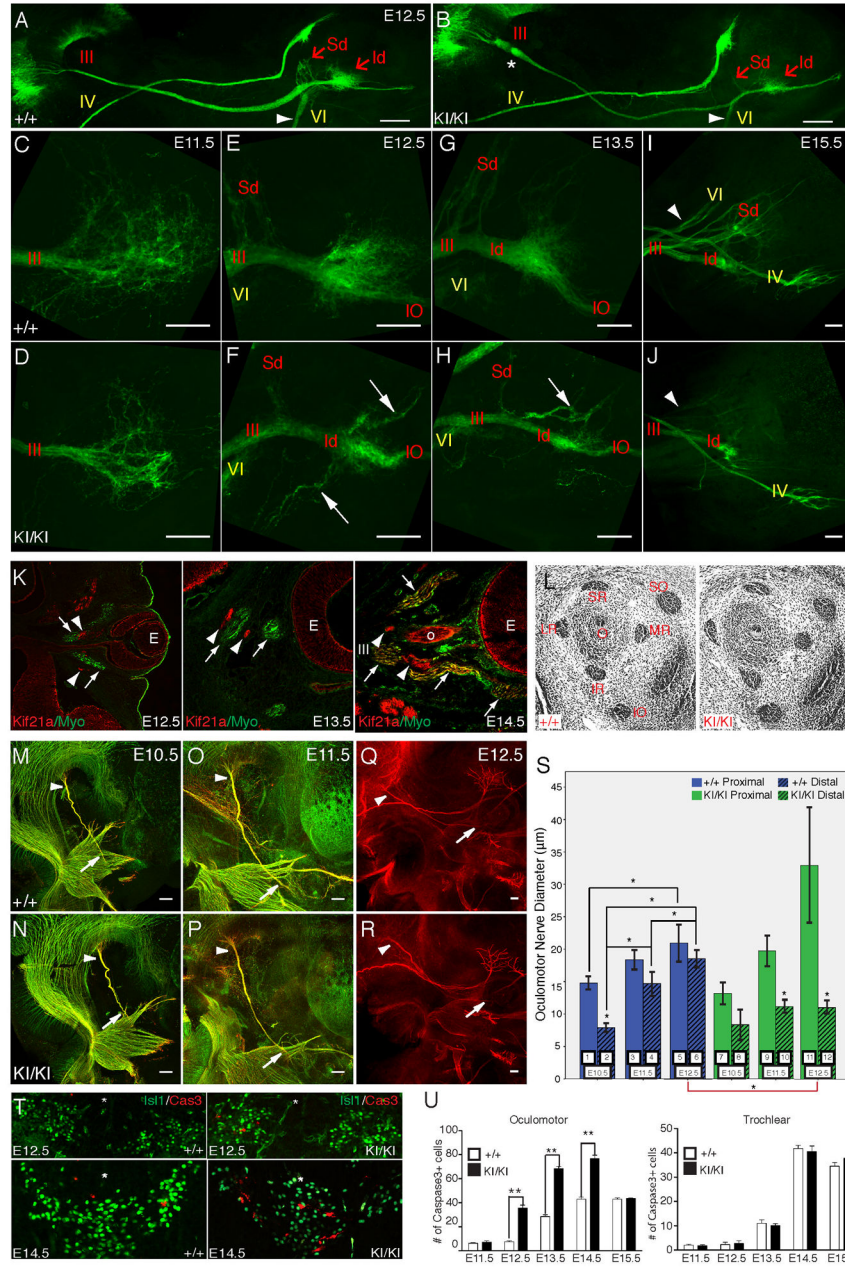 A
E12.5
III
Sd
Id
IV
VI
+/+
B
III
*
Sd
Id
IV
VI
KI/KI
C
E11.5
III
+/+
E
E12.5
Sd
III
VI
IO
G
E13.5
Sd
III
Id
VI
IO
I
E15.5
VI
Sd
III
Id
IV
D
III
KI/KI
F
Sd
Id
IO
VI
H
Sd
III
Id
IO
VI
J
III
Id
IV
K
E
Kif21a/Myo
E12.5
E
Kif21a/Myo
E13.5
O
E
III
Kif21a/Myo
E14.5
L
SR
SO
LR
O
MR
IR
IO
+/+
KI/KI
M
E10.5
+/+
O
E11.5
Q
E12.5
N
KI/KI
P
R
S
+/+ Proximal
+/+ Distal
KI/KI Proximal
KI/KI Distal
Oculomotor Nerve Diameter (µm)
45
40
35
30
25
20
15
10
5
0
* * * * * * * *
1 2 3 4 5 6 7 8 9 10 11 12
E10.5 E11.5 E12.5 E10.5 E11.5 E12.5
T
*
Isl1/Cas3
E12.5
+/+
*
Isl1/Cas3
E12.5
KI/KI
*
E14.5
+/+
*
E14.5
KI/KI
U
Oculomotor
# of Caspase3+ cells
100
80
60
40
20
0
+/+
KI/KI
** ** **
E11.5 E12.5 E13.5 E14.5 E15.5
Trochlear
# of Caspase3+ cells
50
40
30
20
10
0
+/+
KI/KI
E11.5 E12.5 E13.5 E14.5